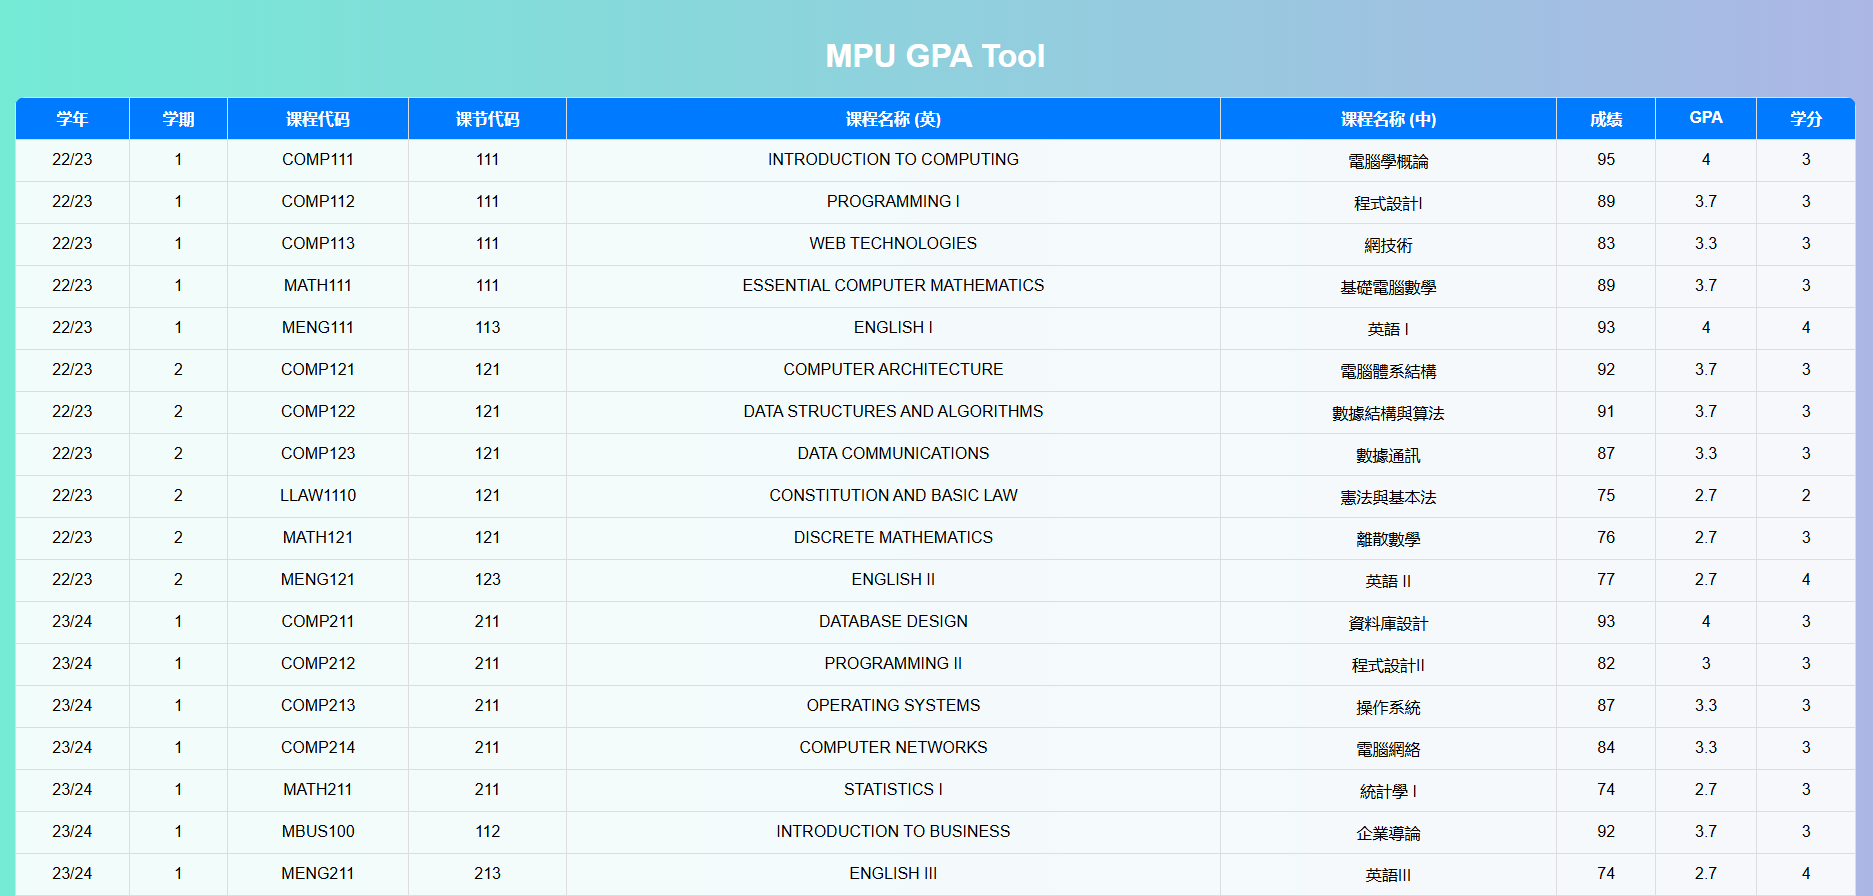 MPU GPA Tool
学年 学期 课程代码 课节代码 课程名称 (英) 课程名称 (中) 成绩 GPA 学分
22/23 1 COMP111 111 INTRODUCTION TO COMPUTING 電腦學概論 95 4 3
22/23 1 COMP112 111 PROGRAMMING I 程式設計I 89 3.7 3
22/23 1 COMP113 111 WEB TECHNOLOGIES 網技術 83 3.3 3
22/23 1 MATH111 111 ESSENTIAL COMPUTER MATHEMATICS 基礎電腦數學 89 3.7 3
22/23 1 MENG111 113 ENGLISH I 英語 I 93 4 4
22/23 2 COMP121 121 COMPUTER ARCHITECTURE 電腦體系結構 92 3.7 3
22/23 2 COMP122 121 DATA STRUCTURES AND ALGORITHMS 數據結構與算法 91 3.7 3
22/23 2 COMP123 121 DATA COMMUNICATIONS 數據通訊 87 3.3 3
22/23 2 LLAW1110 121 CONSTITUTION AND BASIC LAW 憲法與基本法 75 2.7 2
22/23 2 MATH121 121 DISCRETE MATHEMATICS 離散數學 76 2.7 3
22/23 2 MENG121 123 ENGLISH II 英語 II 77 2.7 4
23/24 1 COMP211 211 DATABASE DESIGN 資料庫設計 93 4 3
23/24 1 COMP212 211 PROGRAMMING II 程式設計II 82 3 3
23/24 1 COMP213 211 OPERATING SYSTEMS 操作系統 87 3.3 3
23/24 1 COMP214 211 COMPUTER NETWORKS 電腦網絡 84 3.3 3
23/24 1 MATH211 211 STATISTICS I 統計學 I 74 2.7 3
23/24 1 MBUS100 112 INTRODUCTION TO BUSINESS 企業導論 92 3.7 3
23/24 1 MENG211 213 ENGLISH III 英語III 74 2.7 4